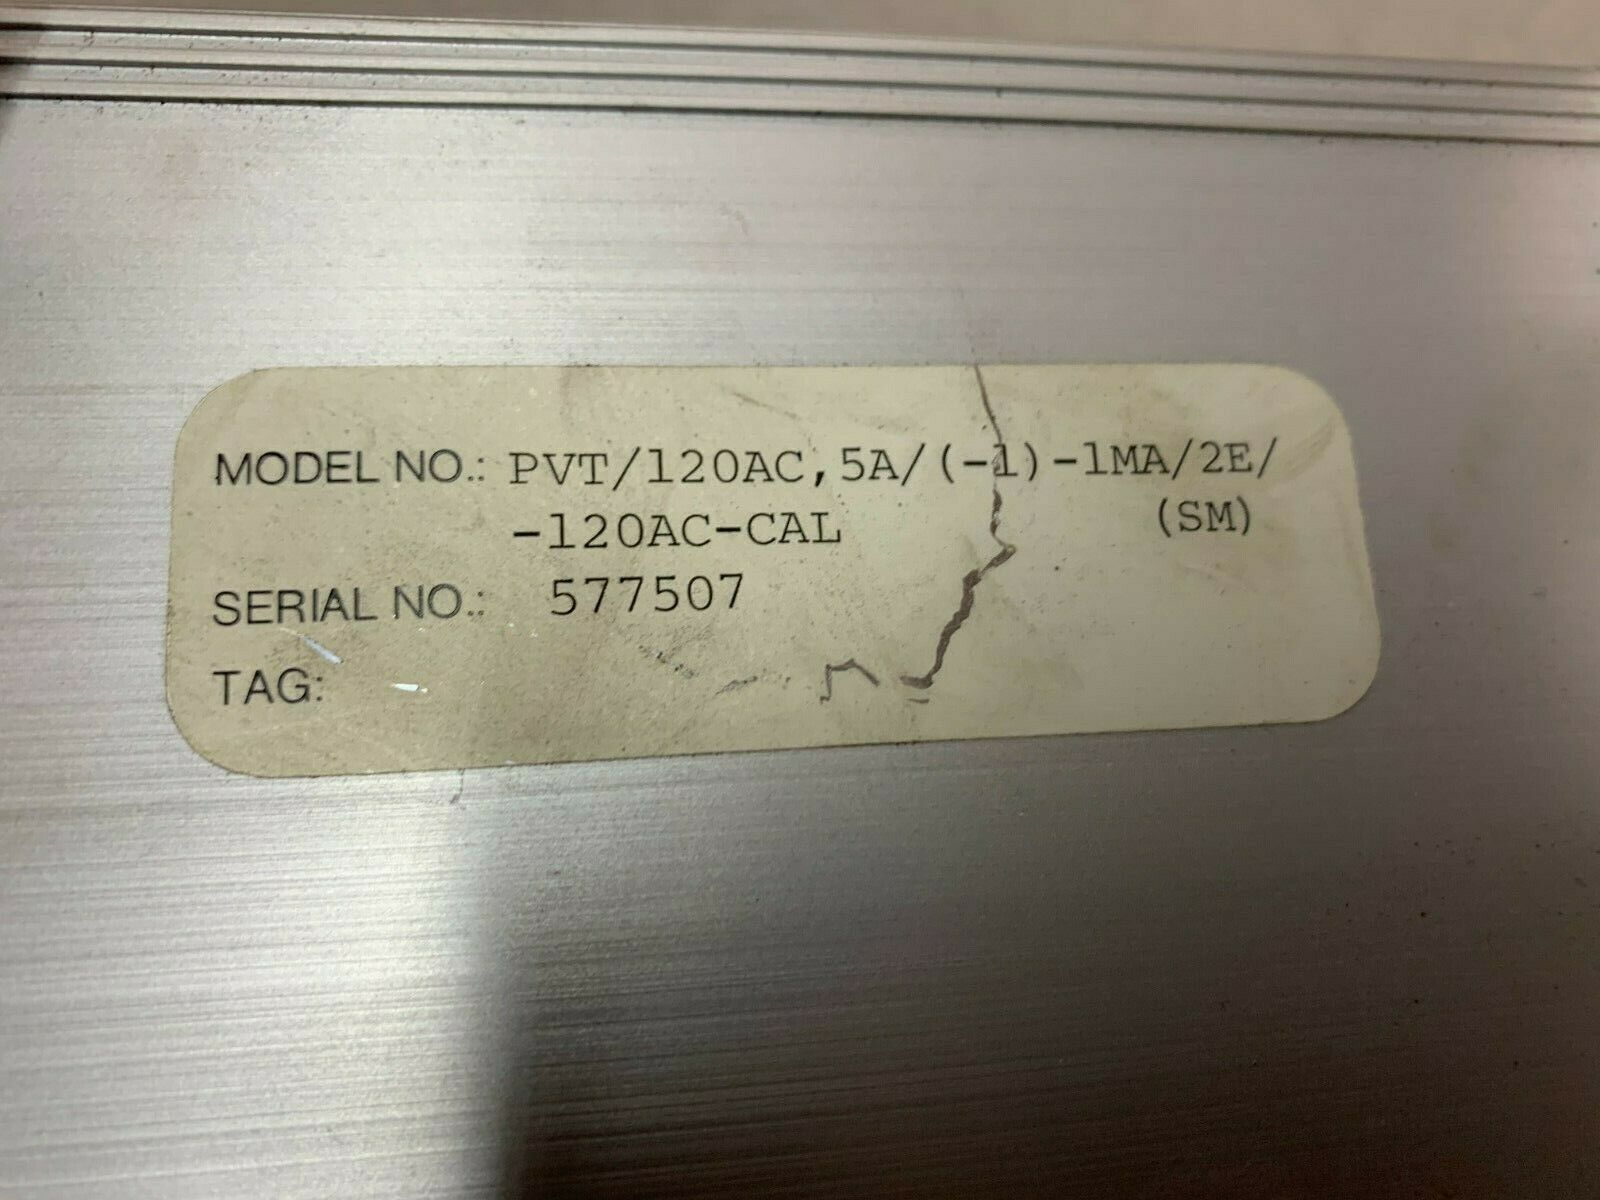 MODEL NO.: PVT/120AC,5A/(-1)-1MA/2E/
-120AC-CAL (SM)
SERIAL NO.: 577507
TAG: